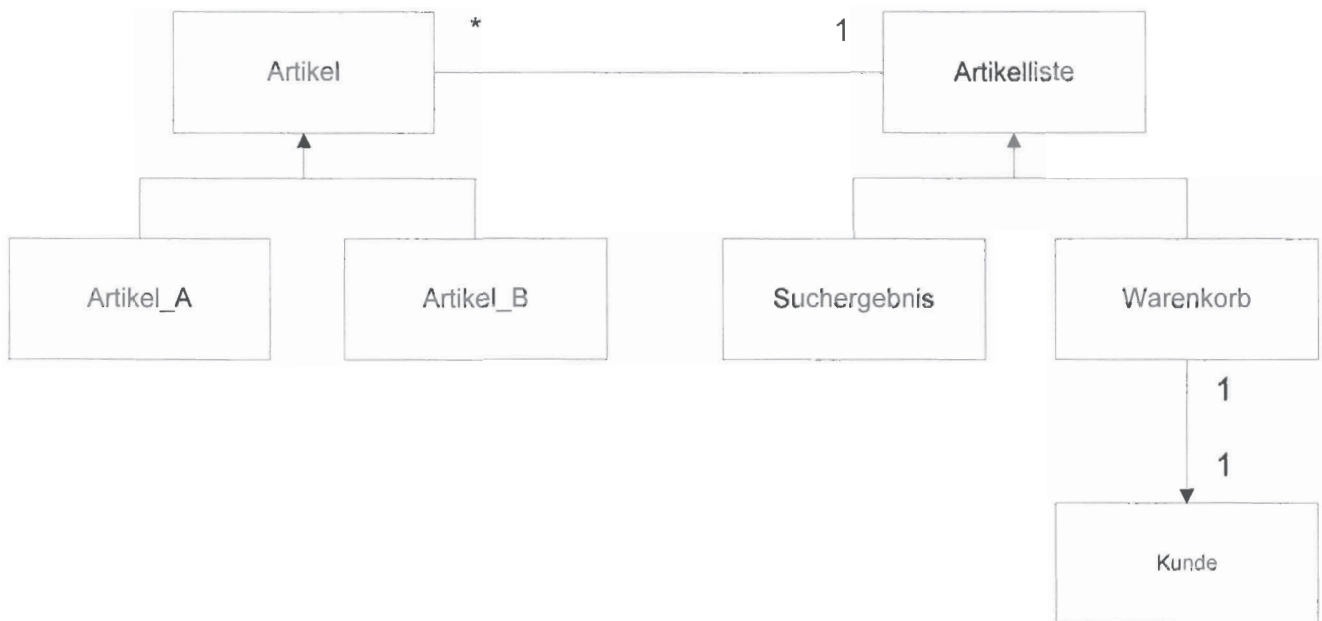 * 1
Artikel Artikelliste
Artikel_A Artikel_B Suchergebnis Warenkorb
1
1
Kunde